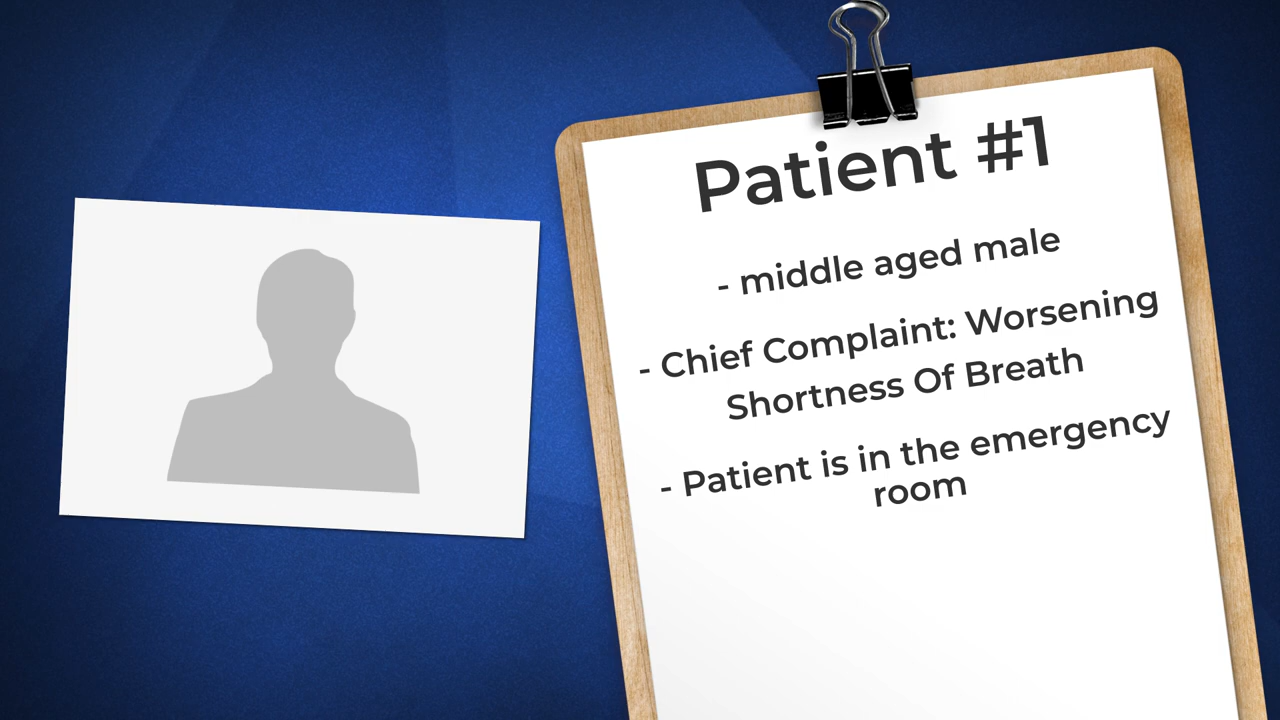 Patient #1
- middle aged male
- Chief Complaint: Worsening
Shortness Of Breath
- Patient is in the emergency
room